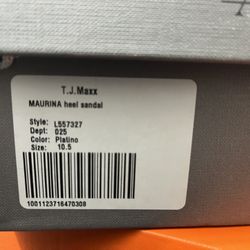 T.J.Maxx
MAURINA heel sandal
Style: L557327
Dept: 025
Color: Platino
Size: 10.5
1001123716470308